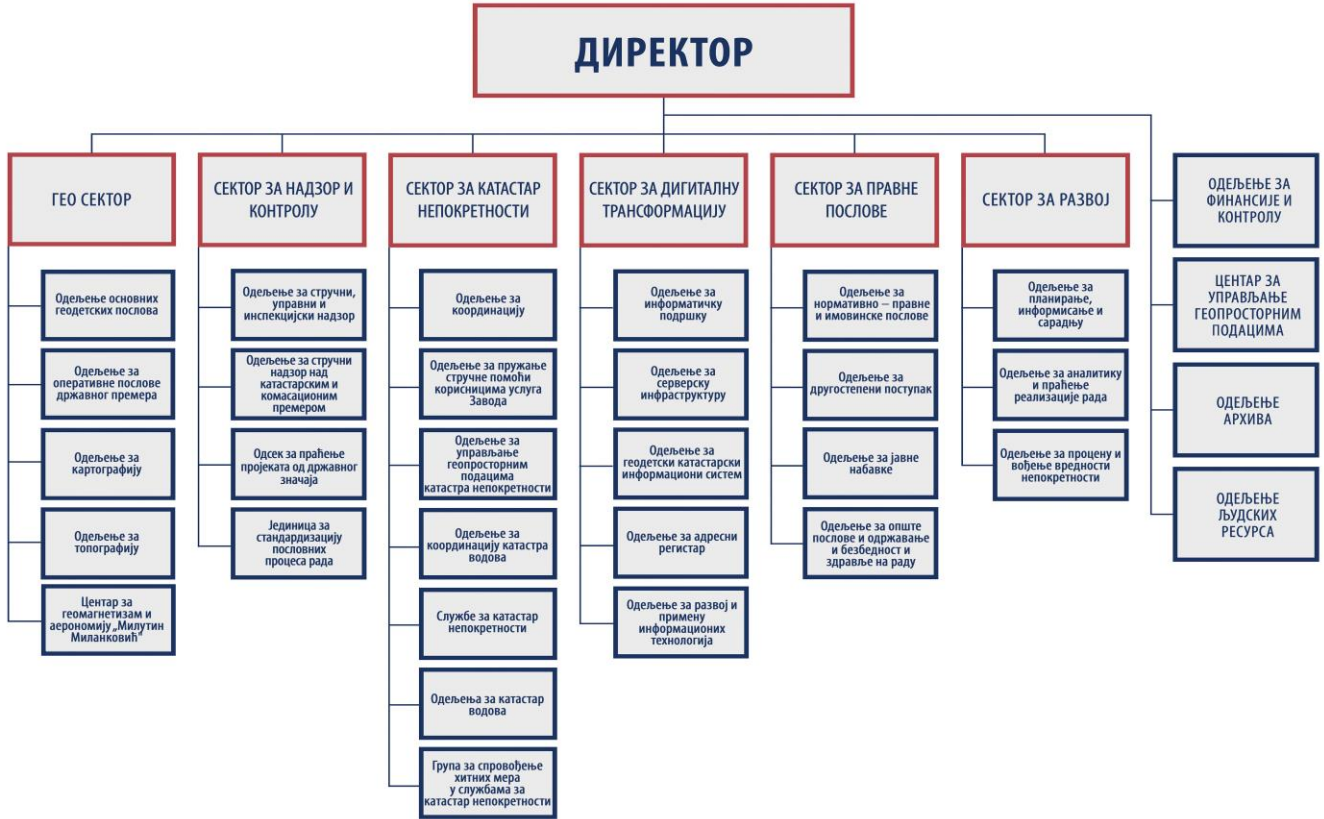 ДИРЕКТОР
ГЕО СЕКТОР
Одељење основних
геодетских послова
Одељење за
оперативне послове
државног премера
Одељење за
картографију
Одељење за
топографију
Центар за
геомагнетизам и
аерономију „Милутин
Миланковић“
СЕКТОР ЗА НАДЗОР И
КОНТРОЛУ
Одељење за стручни,
управни и
инспекцијски надзор
Одељење за стручни
надзор над
катастарским и
комасационим
премером
Одсек за праћење
пројеката од државног
значаја
Јединица за
стандардизацију
пословних
процеса рада
СЕКТОР ЗА КАТАСТАР
НЕПОКРЕТНОСТИ
Одељење за
координацију
Одељење за пружање
стручне помоћи
корисницима услуга
Завода
Одељење за
управљање
геопросторним
подацима
катастра непокретности
Одељење за
координацију катастра
водова
Службе за катастар
непокретности
Одељења за катастар
водова
Група за спровођење
хитних мера
у службама за
катастар непокретности
СЕКТОР ЗА ДИГИТАЛНУ
ТРАНСФОРМАЦИЈУ
Одељење за
информатичку
подршку
Одељење за
серверску
инфраструктуру
Одељење за
геодетски катастарски
информациони систем
Одељење за адресни
регистар
Одељење за развој и
примену
информационих
технологија
СЕКТОР ЗА ПРАВНЕ
ПОСЛОВЕ
Одељење за
нормативно – правне
и имовинске послове
Одељење за
другостепени поступак
Одељење за јавне
набавке
Одељење за опште
послове и одржавање
и безбедност и
здравље на раду
СЕКТОР ЗА РАЗВОЈ
Одељење за
планирање,
информисање и
сарадњу
Одељење за аналитику
и праћење
реализације рада
Одељење за процену и
вођење вредности
непокретности
ОДЕЉЕЊЕ ЗА
ФИНАНСИЈЕ И
КОНТРОЛУ
ЦЕНТАР ЗА
УПРАВЉАЊЕ
ГЕОПРОСТОРНИМ
ПОДАЦИМА
ОДЕЉЕЊЕ
АРХИВА
ОДЕЉЕЊЕ
ЉУДСКИХ
РЕСУРСА